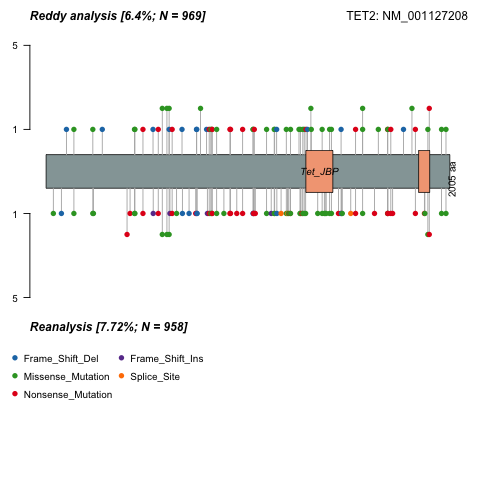 Reddy analysis [6.4%; N = 969]
TET2: NM_001127208
5
1
Tet_JBP
2005 aa
1
5
Reanalysis [7.72%; N = 958]
Frame_Shift_Del
Frame_Shift_Ins
Missense_Mutation
Splice_Site
Nonsense_Mutation